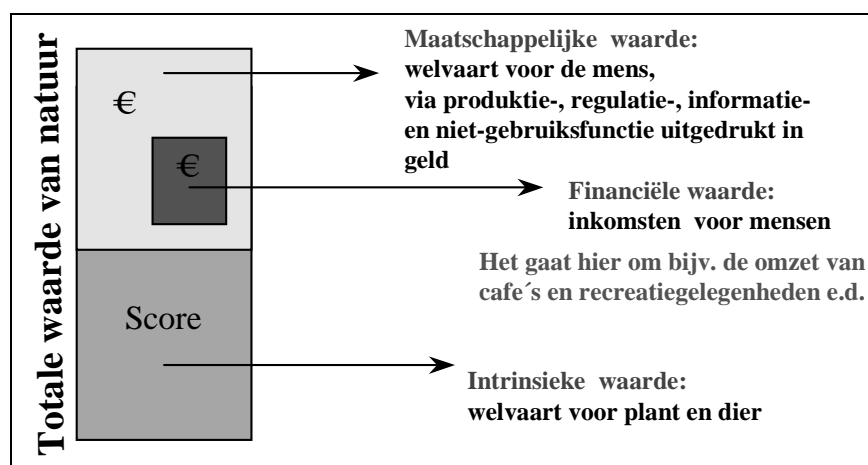 Totale waarde van natuur
€
€
Score
Maatschappelijke waarde:
welvaart voor de mens,
via produktie-, regulatie-, informatie-
en niet-gebruiksfunctie uitgedrukt in
geld
Financiële waarde:
inkomsten voor mensen
Het gaat hier om bijv. de omzet van
cafe´s en recreatiegelegenheden e.d.
Intrinsieke waarde:
welvaart voor plant en dier